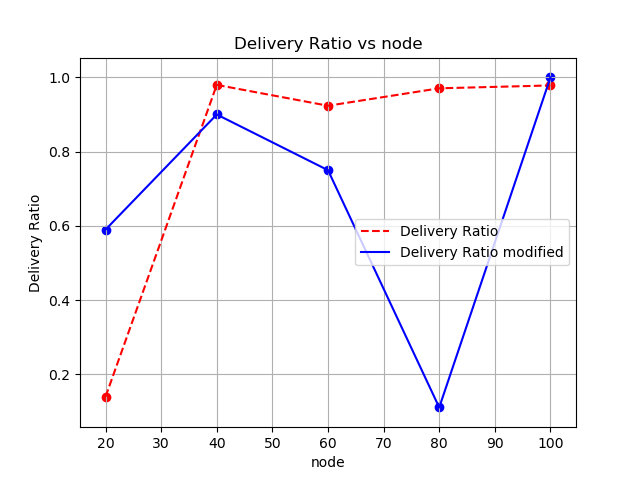 Delivery Ratio vs node
Delivery Ratio
1.0
0.8
0.6
0.4
0.2
Delivery Ratio
Delivery Ratio modified
20 30 40 50 60 70 80 90 100
node